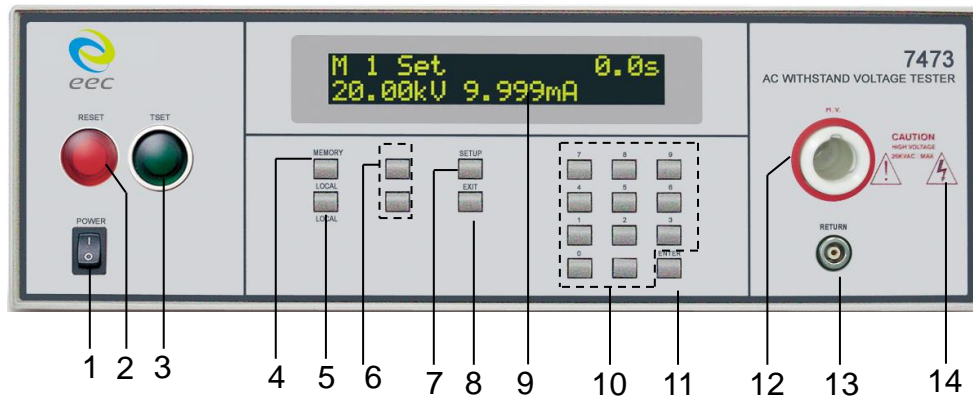 eec
M 1 Set 0.0s
20.00kV 9.999mA
7473
AC WITHSTAND VOLTAGE TESTER
RESET
TSET
H.V.
CAUTION
HIGH VOLTAGE
20KVAC MAX
MEMORY
SETUP
7 8 9
LOCAL
EXIT
4 5 6
LOCAL
1 2 3
POWER
I
O
0
ENTER
RETURN
1 2 3 4 5 6 7 8 9 10 11 12 13 14